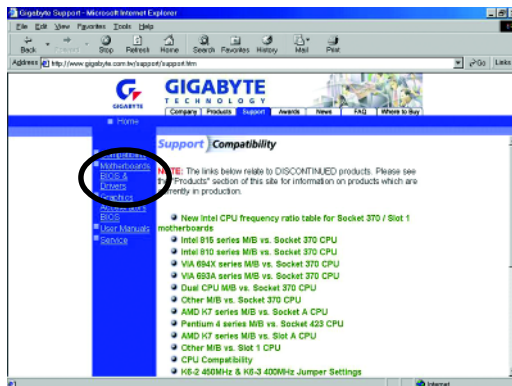 Gigabyte Support - Microsoft Internet Explorer
File Edit View Favorites Tools Help
Back Forward Stop Refresh Home Search Favorites History Mail Print
Address http://www.gigabyte.com.tw/support/support.htm Go Links
GIGABYTE
GIGABYTE
TECHNOLOGY
Company Products Support Awards News FAQ Where to Buy
Home
Support Compatibility
Compatibility
Motherboards
BIOS &
Drivers
Graphics
Accelerators
BIOS
User Manuals
Service
NOTE: The links below relate to DISCONTINUED products. Please see
the "Products" section of this site for information on products which are
currently in production.
New Intel CPU frequency ratio table for Socket 370 / Slot 1
motherboards
Intel 815 series M/B vs. Socket 370 CPU
Intel 810 series M/B vs. Socket 370 CPU
VIA 694X series M/B vs. Socket 370 CPU
VIA 693A series M/B vs. Socket 370 CPU
Dual CPU M/B vs. Socket 370 CPU
Other M/B vs. Socket 370 CPU
AMD K7 series M/B vs. Socket A CPU
Pentium 4 series M/B vs. Socket 423 CPU
AMD K7 series M/B vs. Slot A CPU
Other M/B vs. Slot 1 CPU
CPU Compatibility
K6-2 450MHz & K6-3 400MHz Jumper Settings
Internet